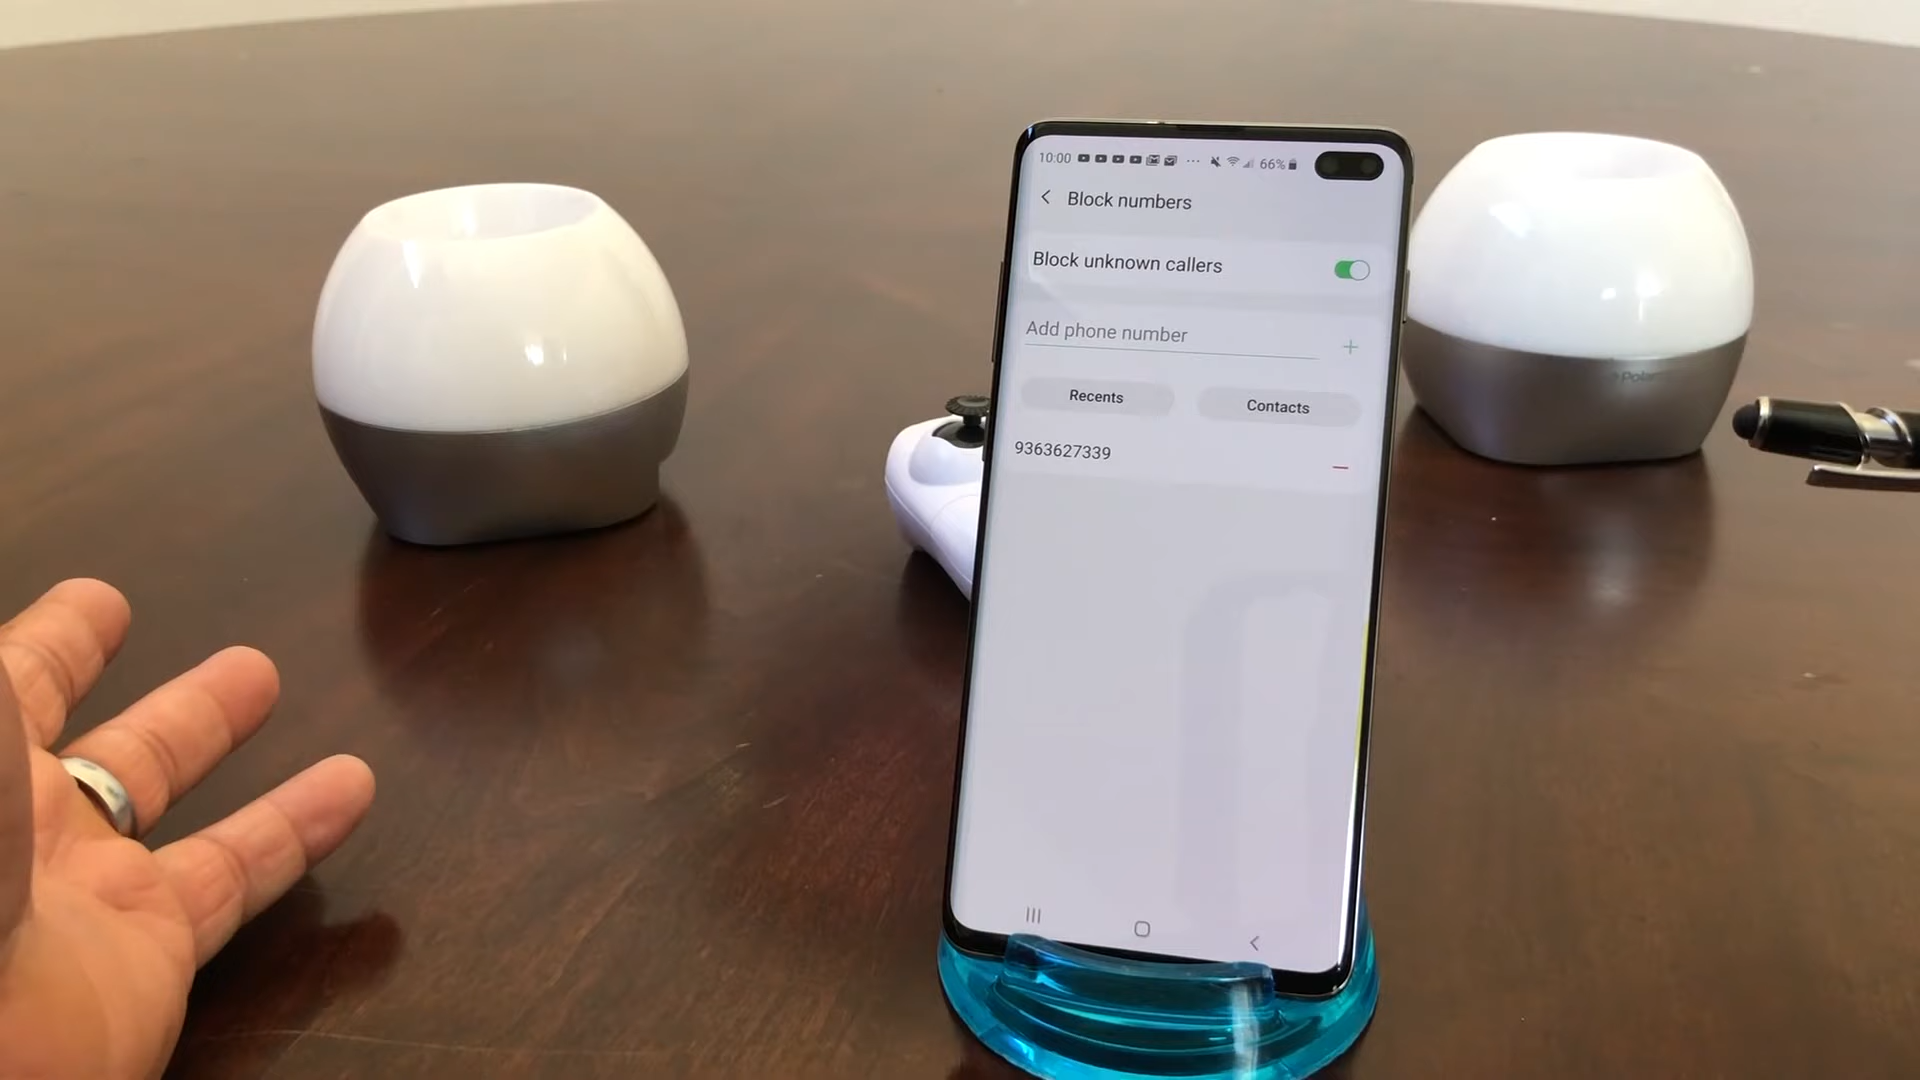 10:00 ... 66%
Block numbers
Block unknown callers
Add phone number
Recents
Contacts
9363627339